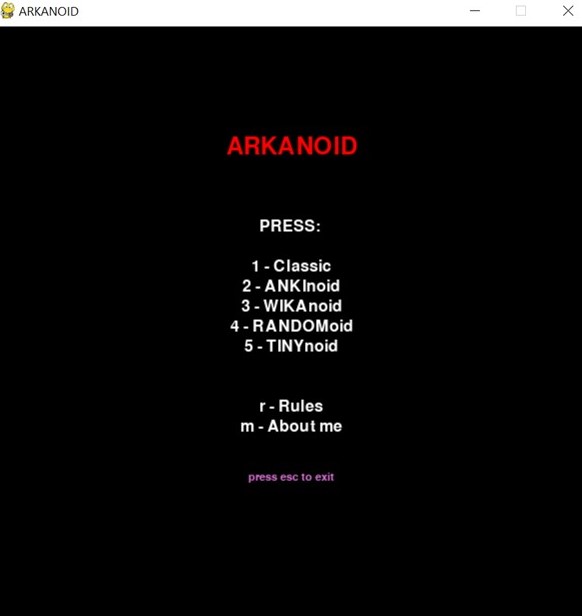 ARKANOID
ARKANOID
PRESS:
1 - Classic
2 - ANKInoid
3 - WIKAnoid
4 - RANDOMoid
5 - TINYnoid
r - Rules
m - About me
press esc to exit